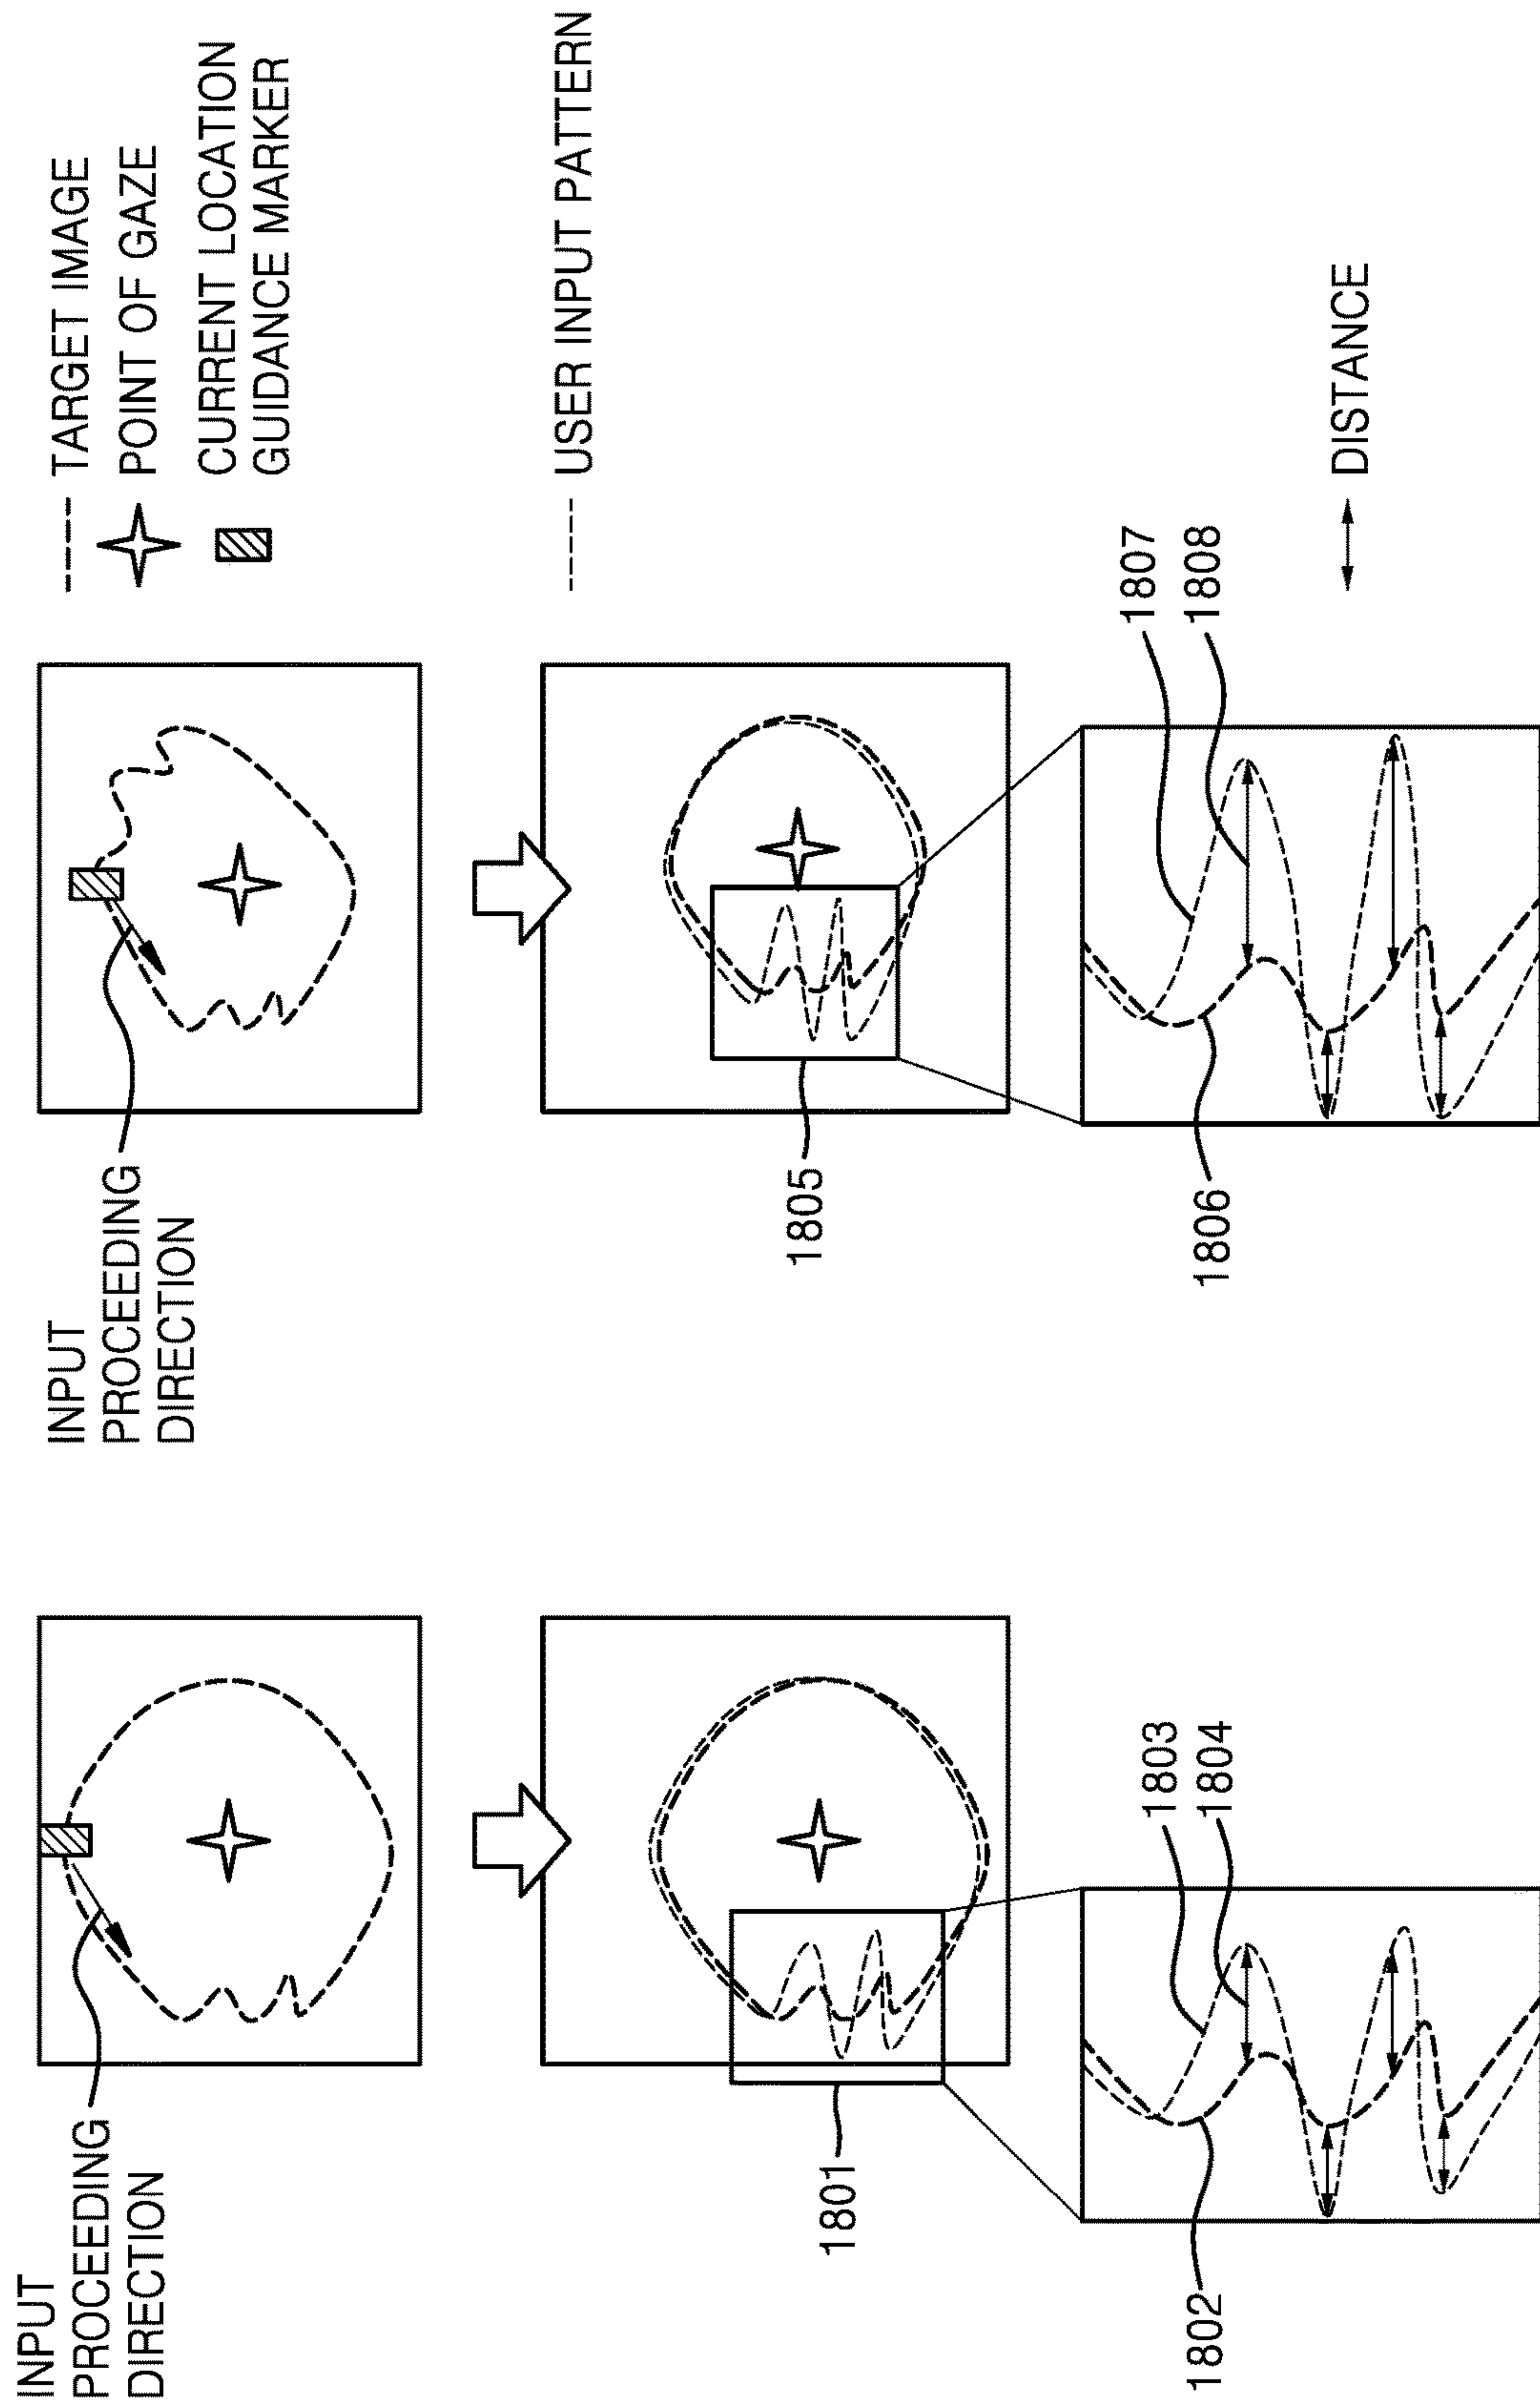 INPUT
PROCEEDING
DIRECTION
INPUT
PROCEEDING
DIRECTION
TARGET IMAGE
POINT OF GAZE
CURRENT LOCATION
GUIDANCE MARKER
USER INPUT PATTERN
1801
1805
1802
1803
1804
1806
1807
1808
DISTANCE